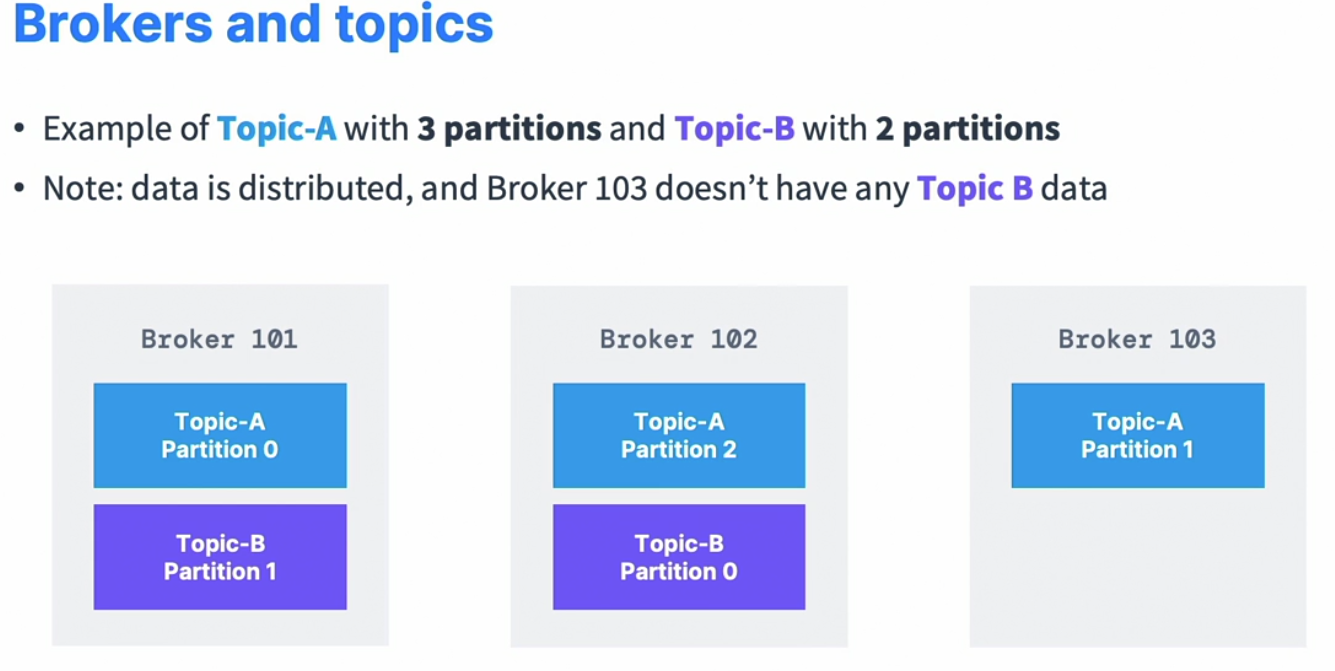 Brokers and topics
• Example of Topic-A with 3 partitions and Topic-B with 2 partitions
• Note: data is distributed, and Broker 103 doesn’t have any Topic B data
Broker 101
Topic-A
Partition 0
Topic-B
Partition 1
Broker 102
Topic-A
Partition 2
Topic-B
Partition 0
Broker 103
Topic-A
Partition 1